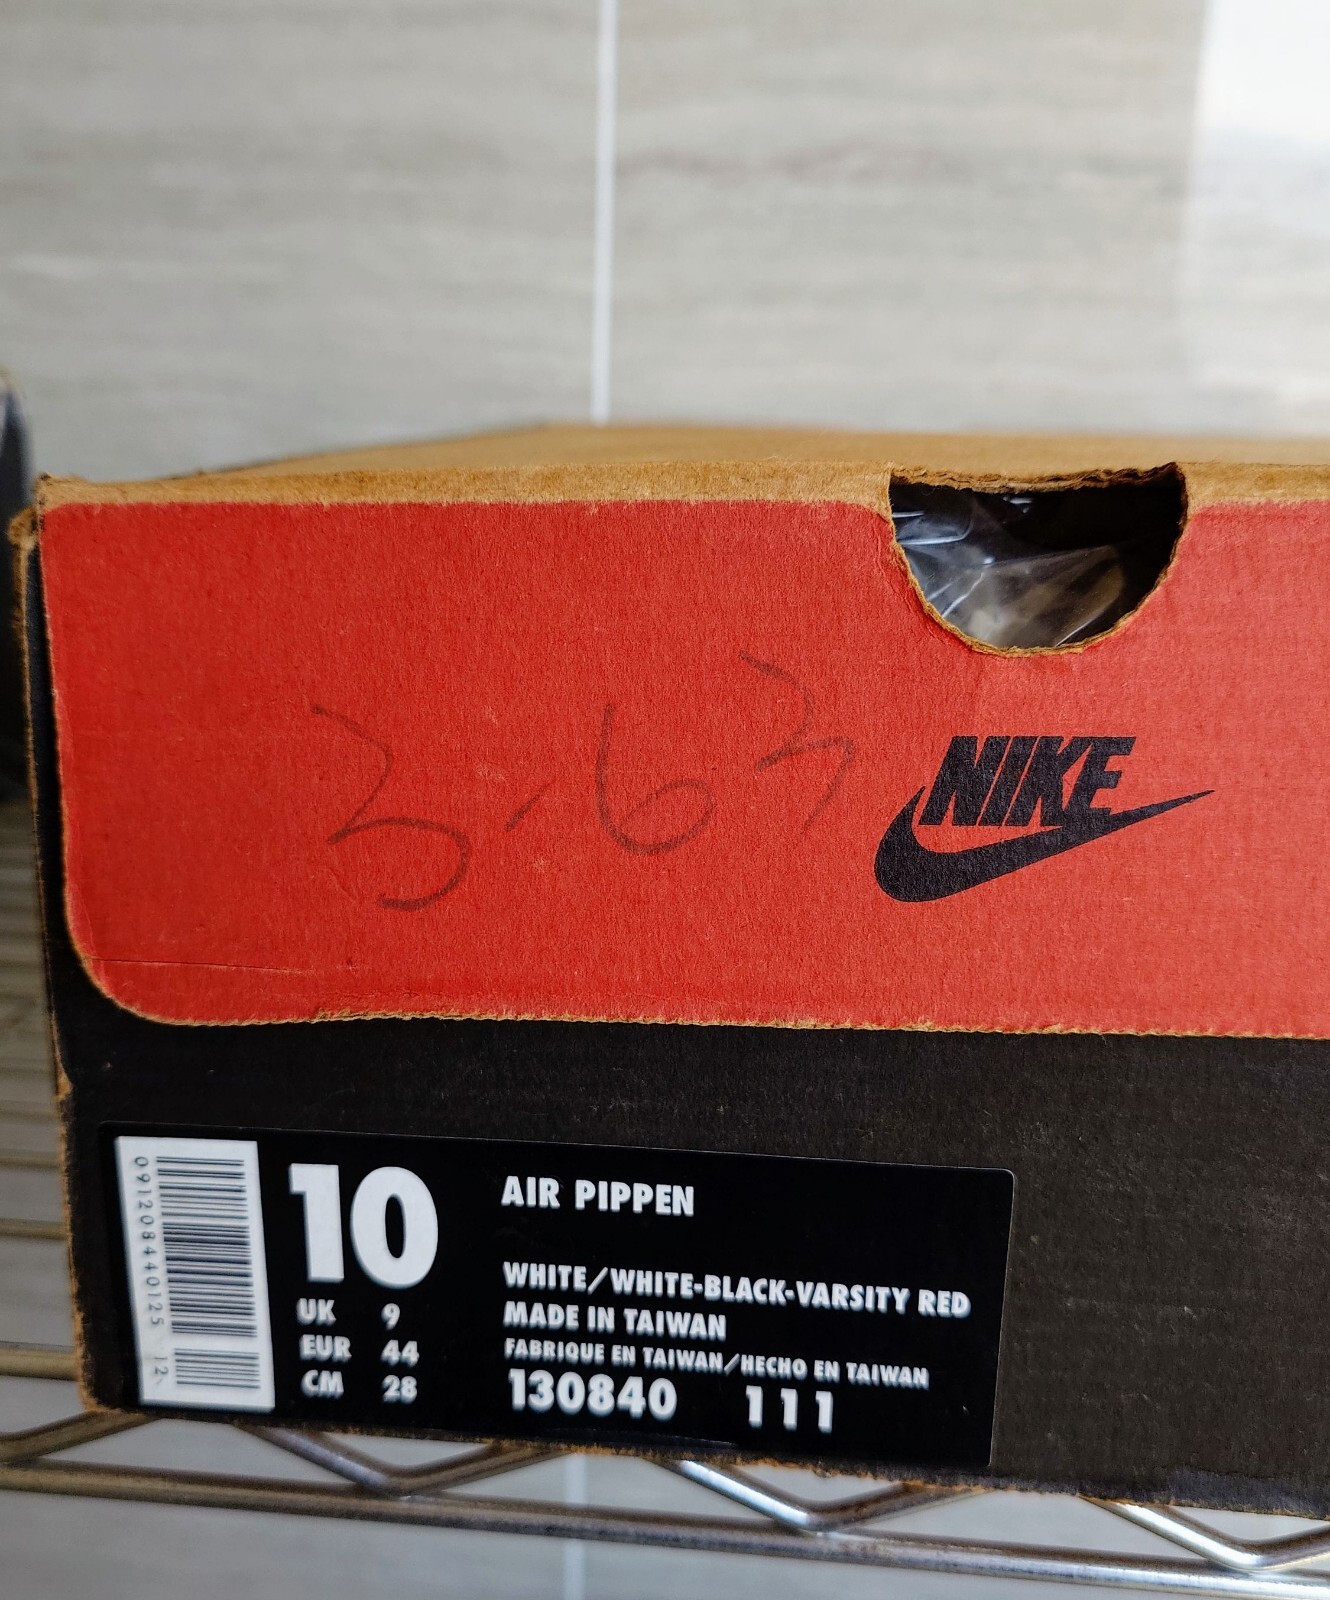 3-63
NIKE
10
UK 9
EUR 44
CM 28
AIR PIPPEN
WHITE/WHITE-BLACK-VARSITY RED
MADE IN TAIWAN
FABRIQUE EN TAIWAN/HECHO EN TAIWAN
130840 111
091208440125 12